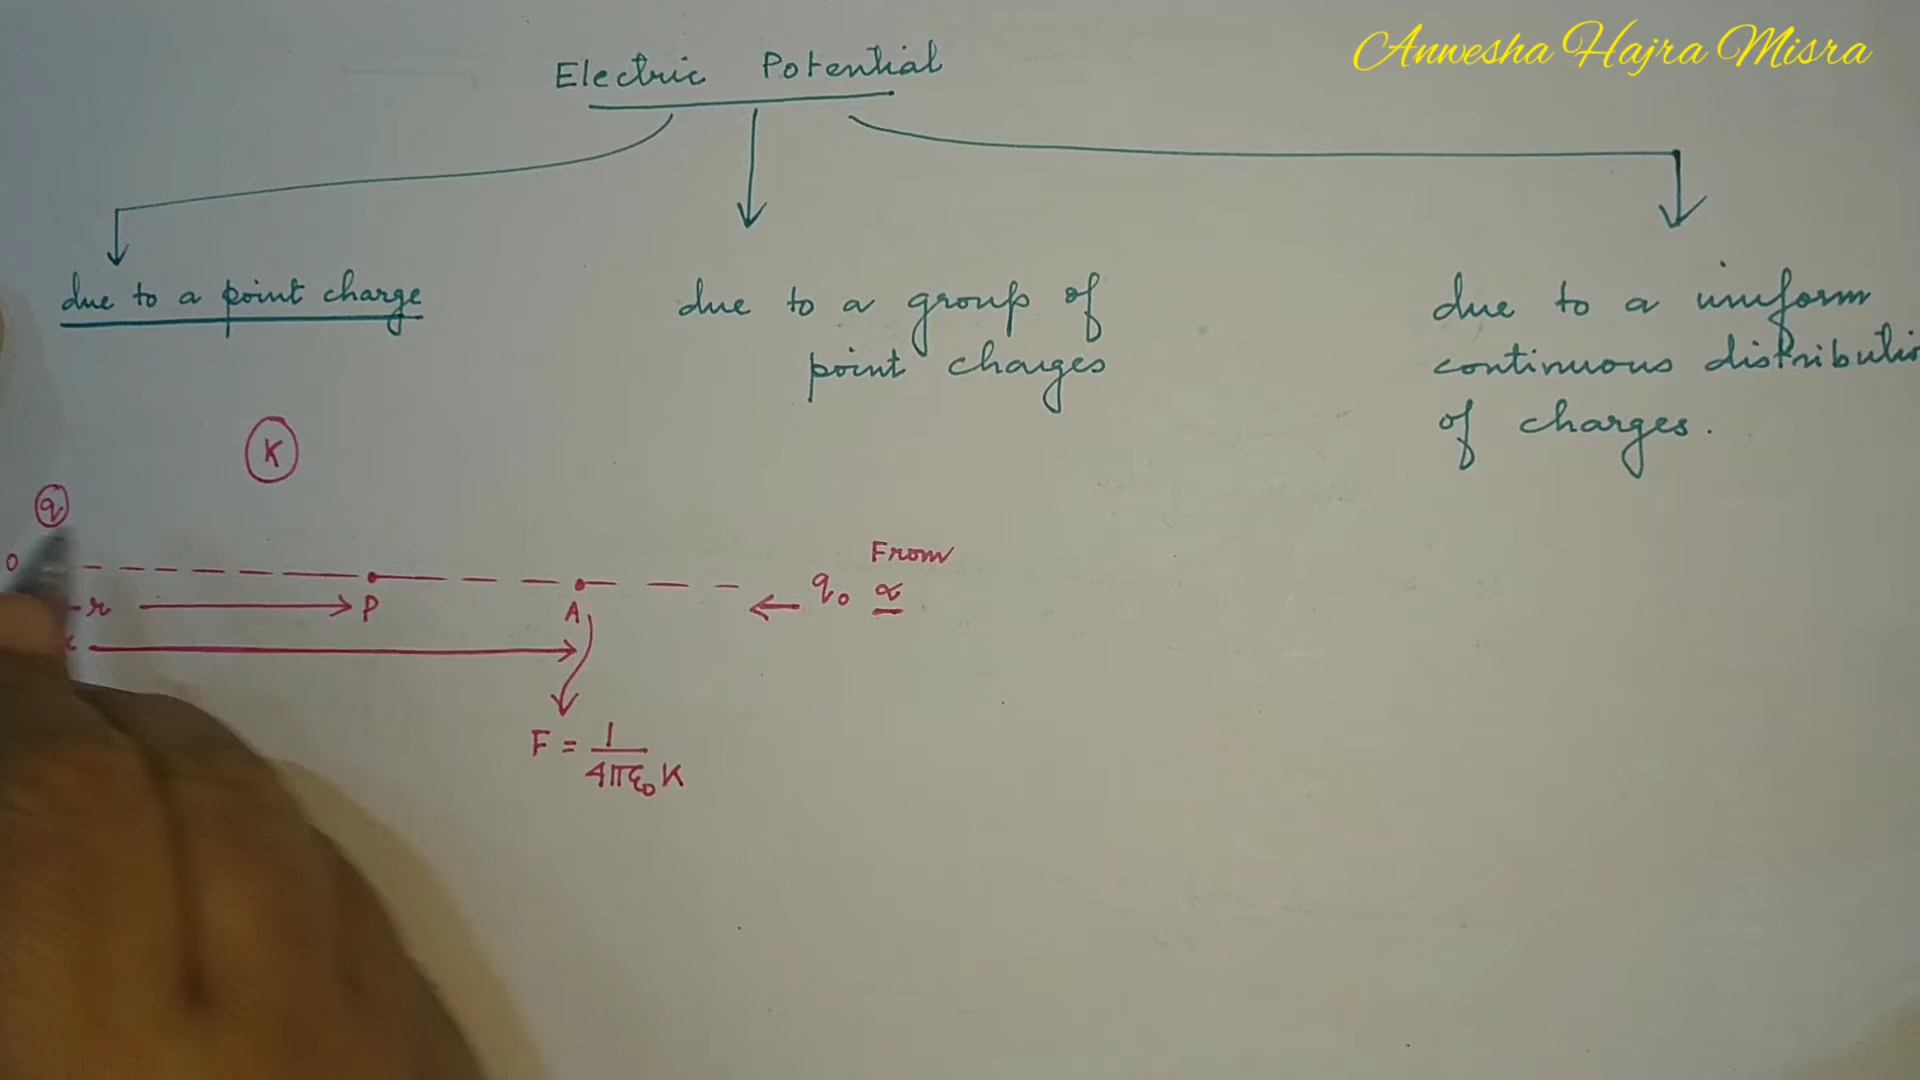 Anwesha Hajra Misra
Electric Potential
due to a point charge
due to a group of
point charges
due to a uniform
continuous distributio
of charges.
K
q
From
O
q₀ ∝
r P
A
x
F = 1/4πε₀K